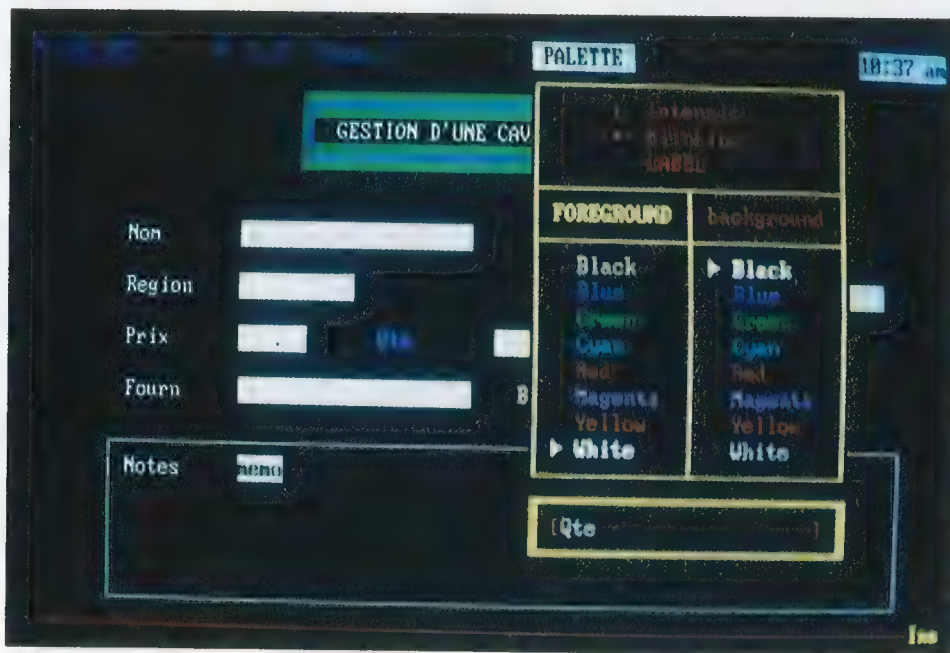 PALETTE
10:37 am
GESTION D'UNE CAV
LABEL
FOREGROUND background
Nom
Black Black
Region
Blue Blue
Green Green
Prix Qte
Cyan Cyan
Red Red
Fourn B
Magenta Magenta
Yellow Yellow
White White
Notes memo
[Qte ]
Ins